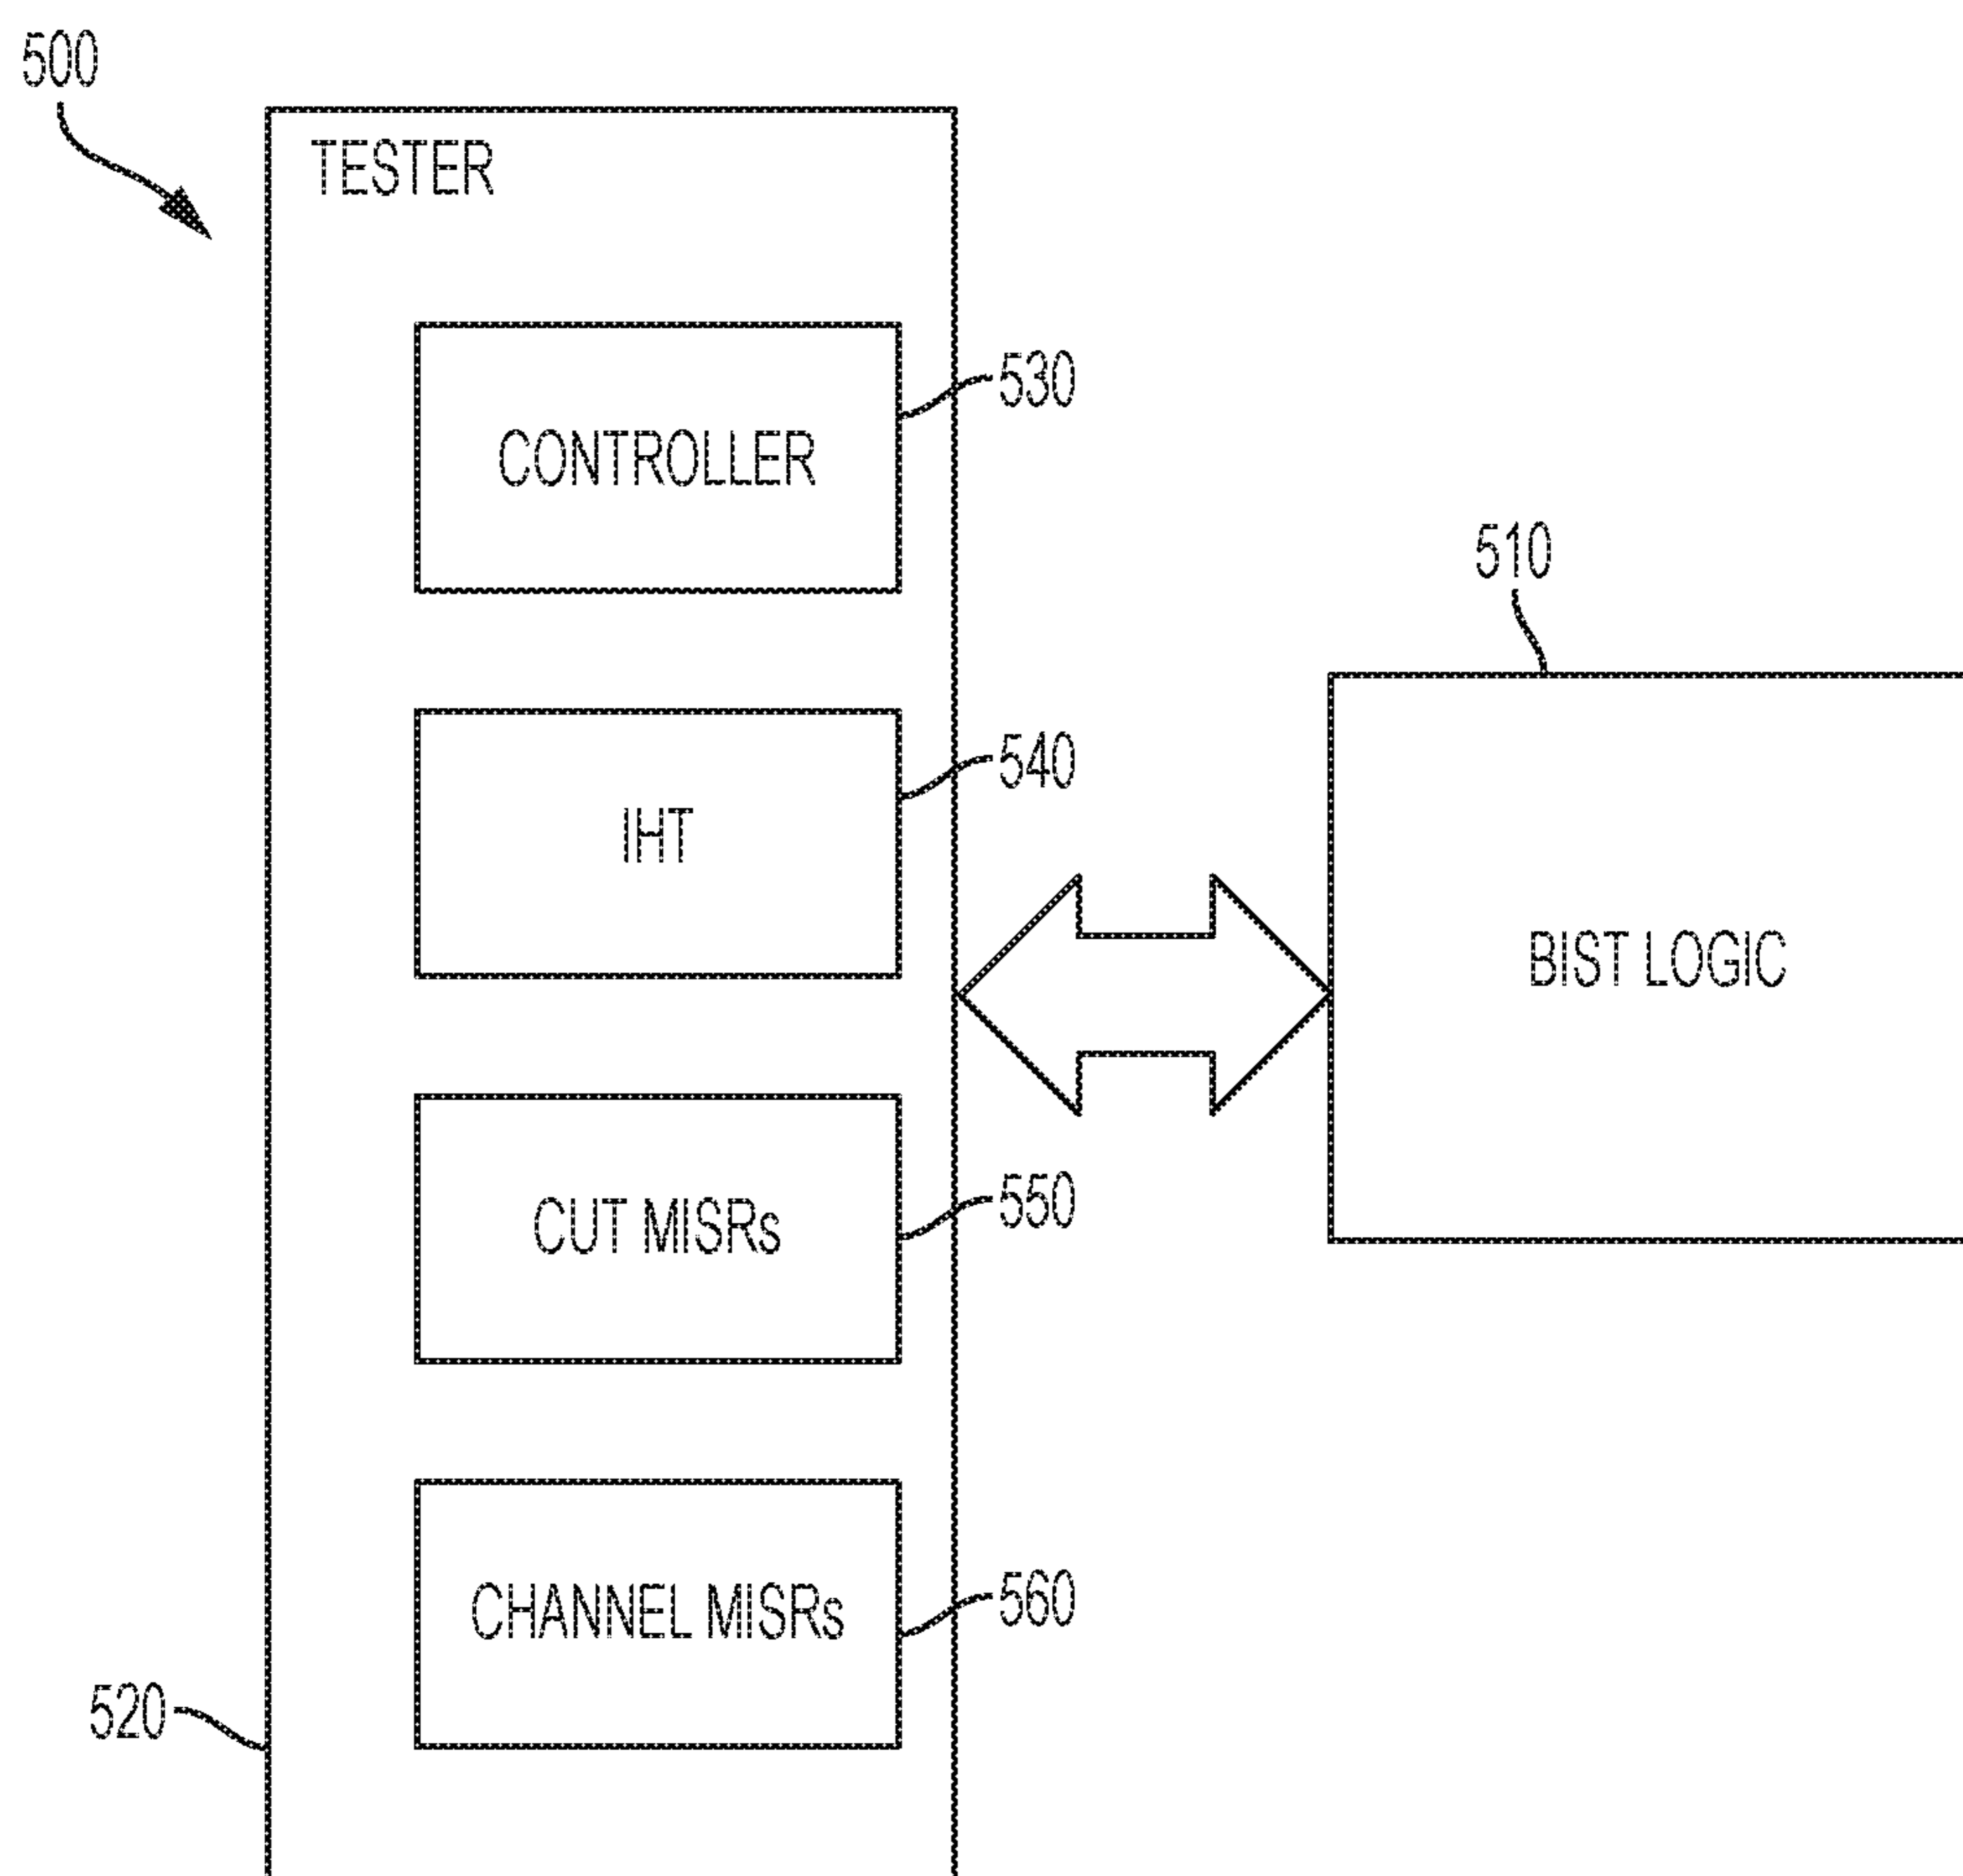 500
TESTER
530
CONTROLLER
510
540
IHT
BIST LOGIC
550
CUT MISRs
560
CHANNEL MISRs
520